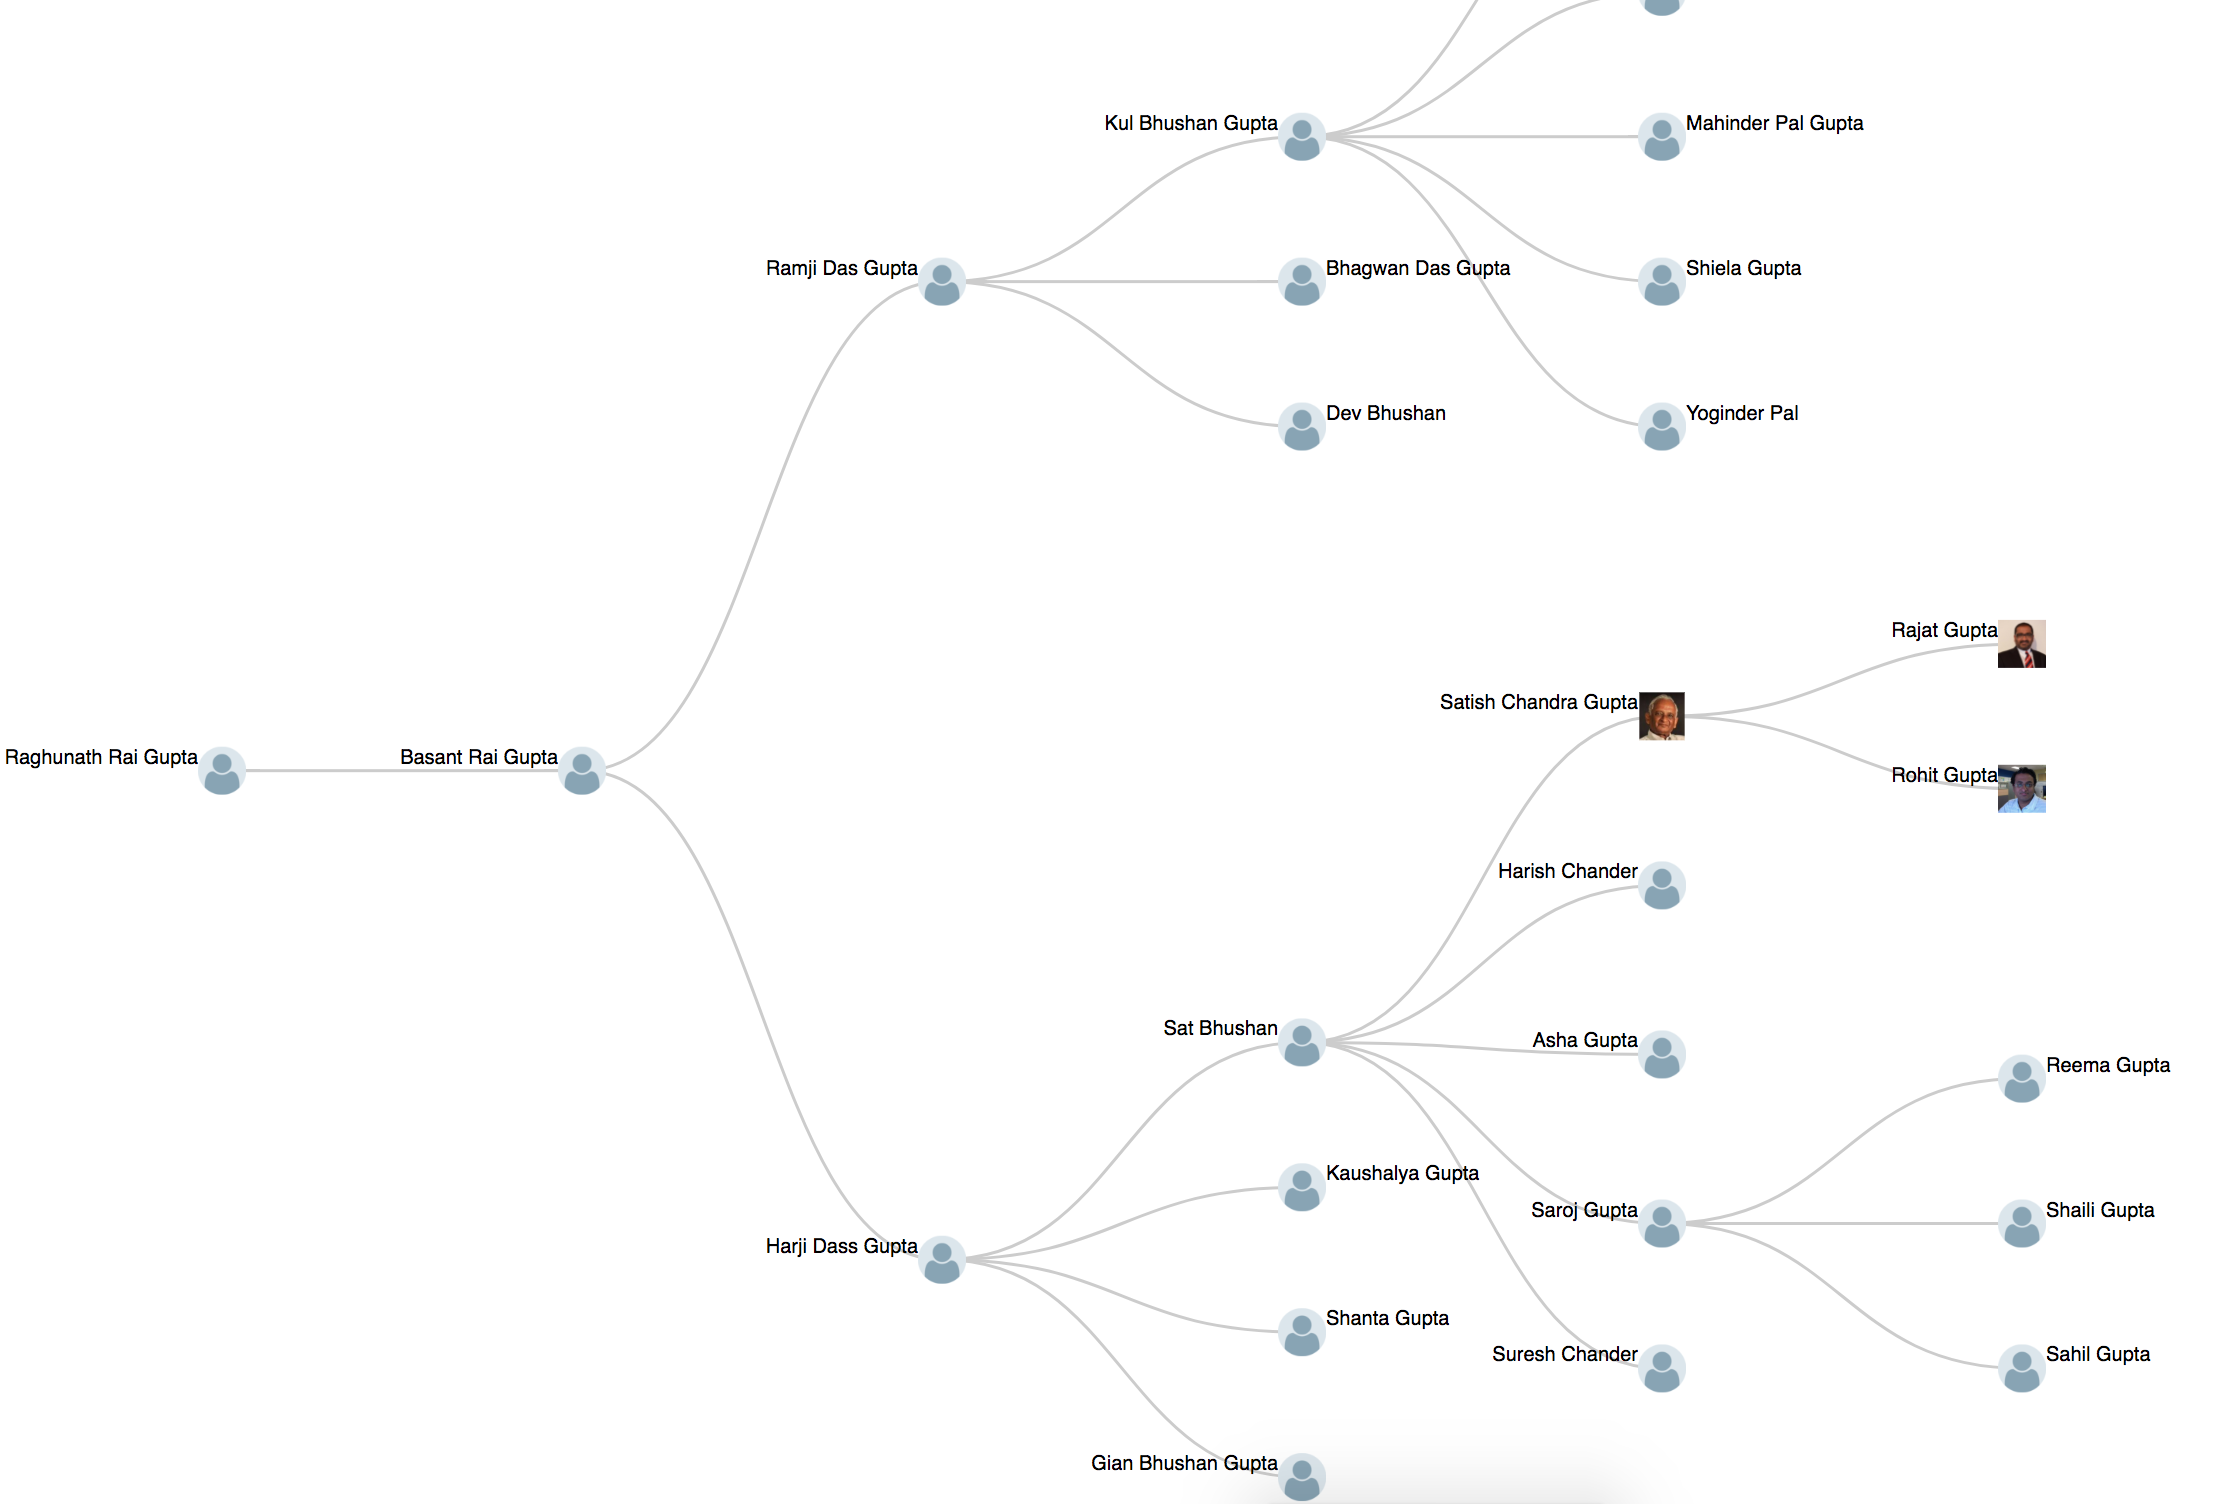 Kul Bhushan Gupta
Mahinder Pal Gupta
Ramji Das Gupta
Bhagwan Das Gupta
Shiela Gupta
Dev Bhushan
Yoginder Pal
Rajat Gupta
Satish Chandra Gupta
Raghunath Rai Gupta
Basant Rai Gupta
Rohit Gupta
Harish Chander
Sat Bhushan
Asha Gupta
Reema Gupta
Kaushalya Gupta
Saroj Gupta
Shaili Gupta
Harji Dass Gupta
Shanta Gupta
Suresh Chander
Sahil Gupta
Gian Bhushan Gupta